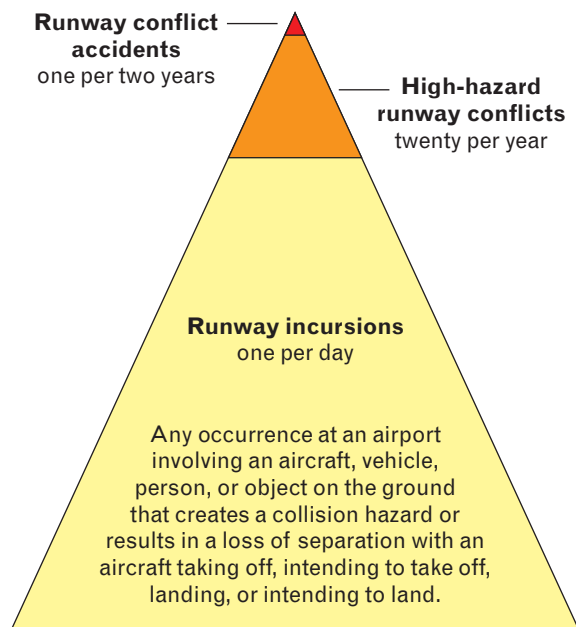 Runway conflict
accidents
one per two years
High-hazard
runway conflicts
twenty per year
Runway incursions
one per day
Any occurrence at an airport
involving an aircraft, vehicle,
person, or object on the ground
that creates a collision hazard or
results in a loss of separation with an
aircraft taking off, intending to take off,
landing, or intending to land.